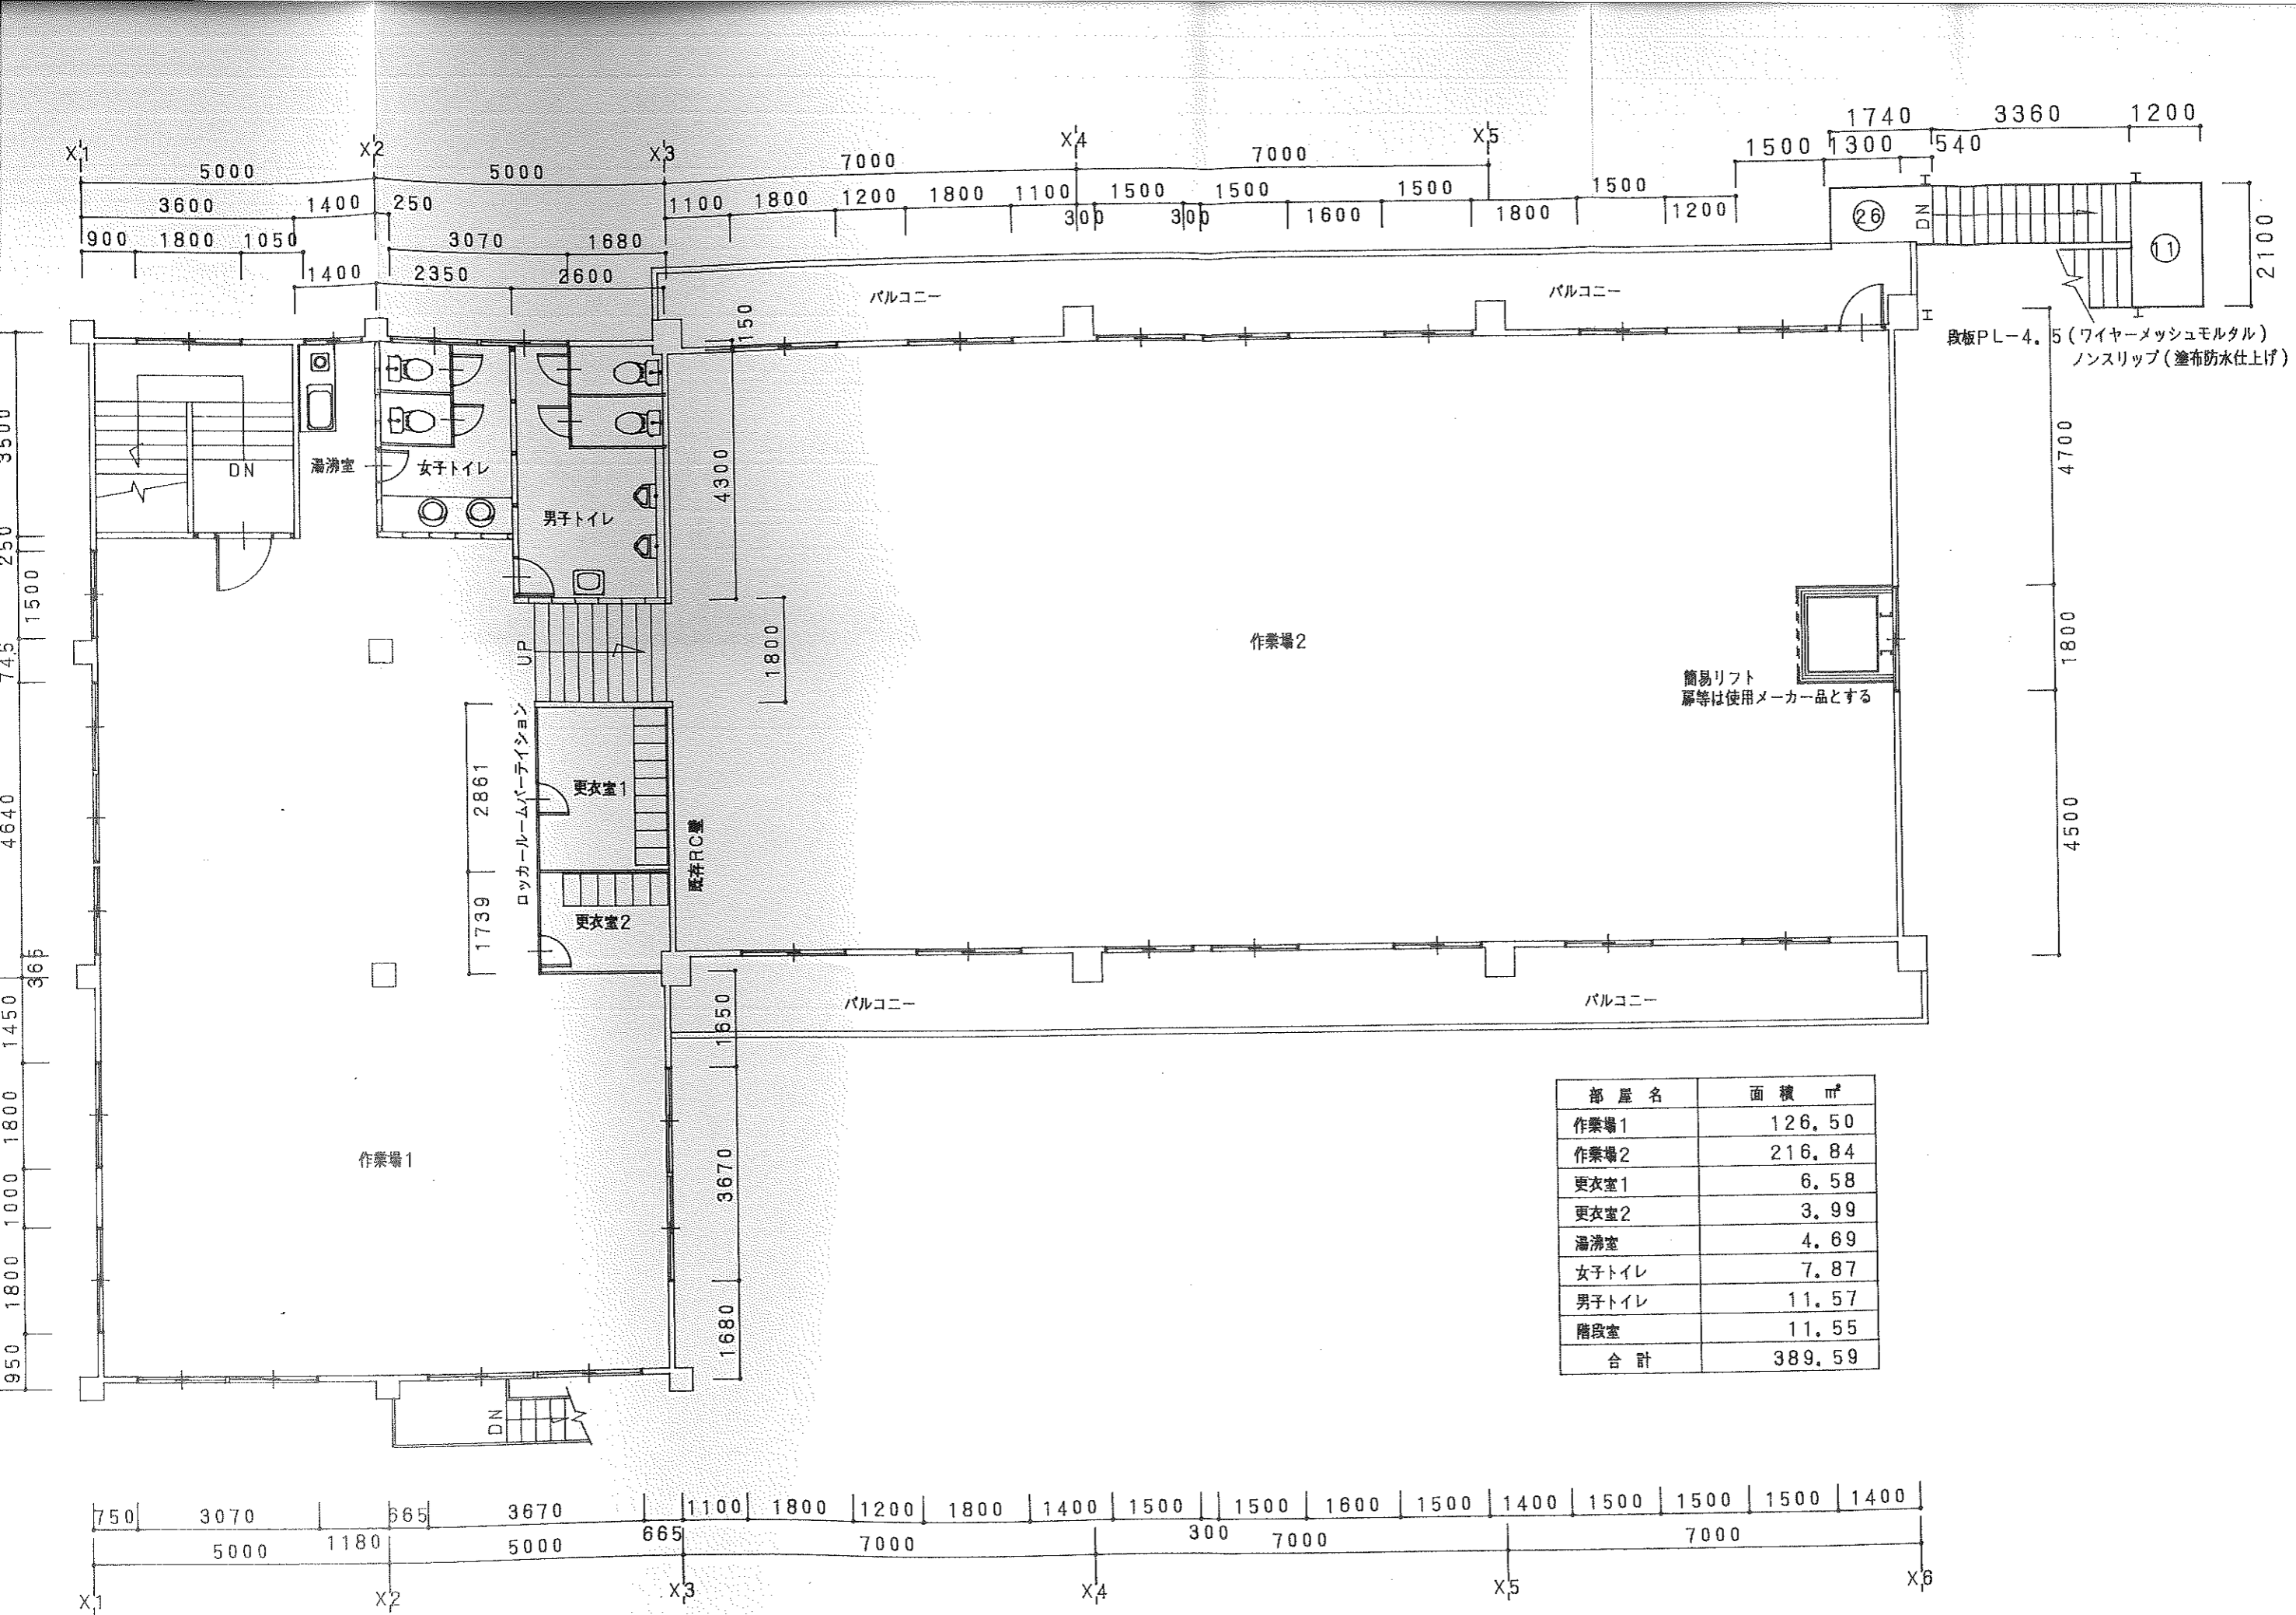 1740 3360 1200
X1 X2 X3 X4 X5
5000 5000 7000 7000 1500 1300 540
3600 1400 250 1100 1800 1200 1800 1100 1500 1500 1500 1500
300 300 1600 1800 1200
900 1800 1050 3070 1680
1400 2350 2600
26
DN
11
2100
バルコニー
バルコニー
150
段板PL-4.5(ワイヤーメッシュモルタル)
ノンスリップ(塗布防水仕上げ)
3500
DN
湯沸室
女子トイレ
男子トイレ
4300
4700
250
1500
745
UP
1800
作業場2
1800
簡易リフト
扉等は使用メーカー品とする
ロッカールームパーテイション
2861
更衣室1
既存RC壁
4640
4500
1739
更衣室2
365
1450
バルコニー
バルコニー
1650
1800
作業場1
3670
1000
1800
1680
950
DN
部屋名 面積 ㎡
作業場1 126.50
作業場2 216.84
更衣室1 6.58
更衣室2 3.99
湯沸室 4.69
女子トイレ 7.87
男子トイレ 11.57
階段室 11.55
合計 389.59
750 3070 665 3670 1100 1800 1200 1800 1400 1500 1500 1600 1500 1400 1500 1500 1500 1400
1180 665 300
5000 5000 7000 7000 7000
X1 X2 X3 X4 X5 X6